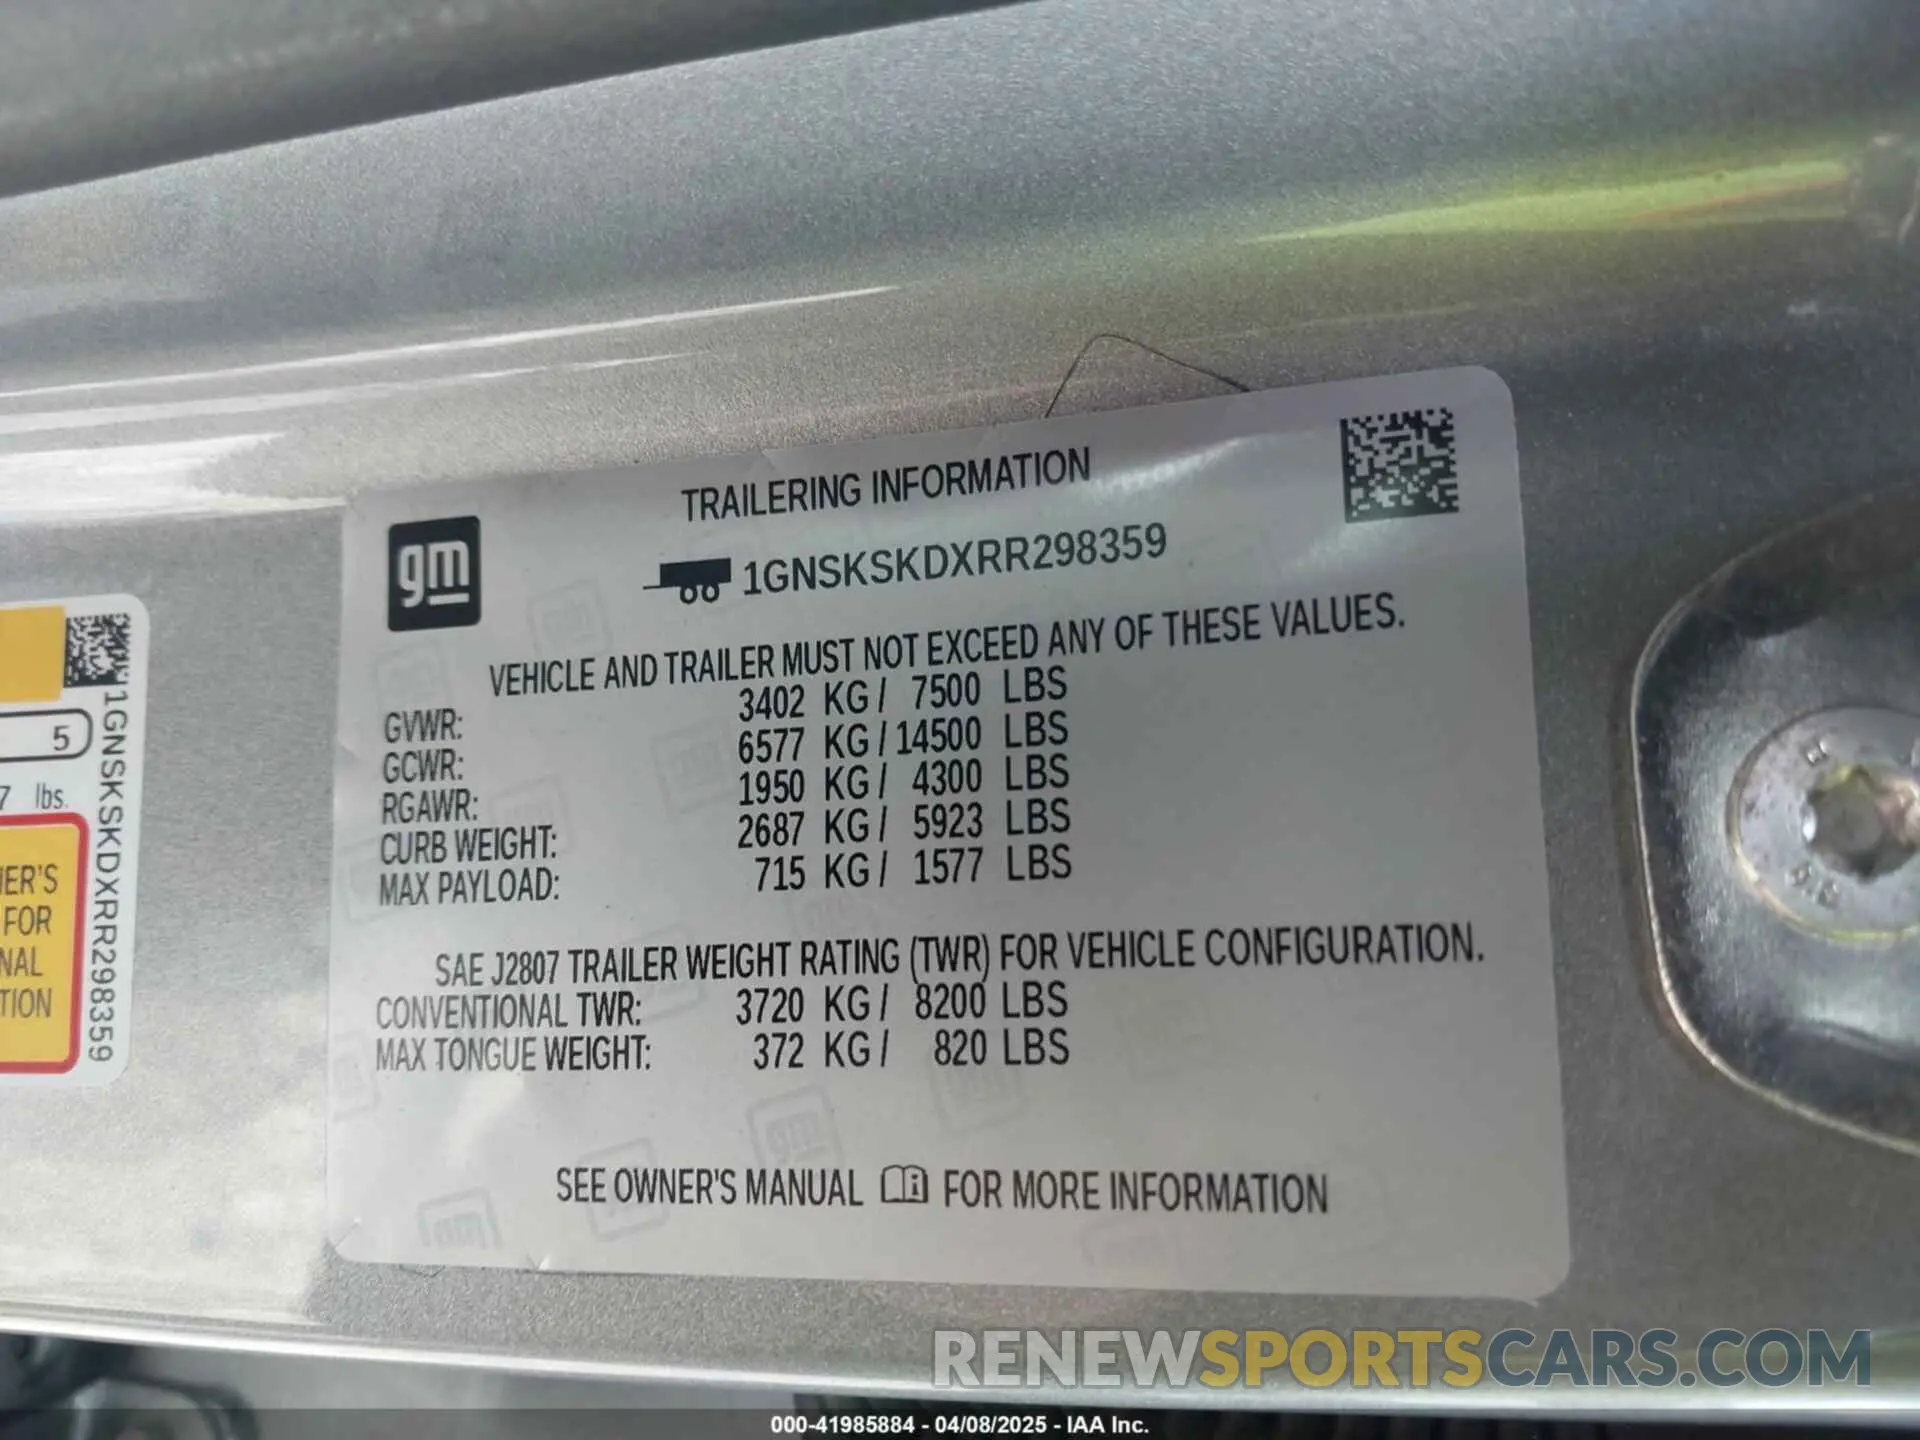 TRAILERING INFORMATION
gm
1GNSKSKDXRR298359
VEHICLE AND TRAILER MUST NOT EXCEED ANY OF THESE VALUES.
GVWR: 3402 KG / 7500 LBS
GCWR: 6577 KG / 14500 LBS
RGAWR: 1950 KG / 4300 LBS
CURB WEIGHT: 2687 KG / 5923 LBS
MAX PAYLOAD: 715 KG / 1577 LBS
SAE J2807 TRAILER WEIGHT RATING (TWR) FOR VEHICLE CONFIGURATION.
CONVENTIONAL TWR: 3720 KG / 8200 LBS
MAX TONGUE WEIGHT: 372 KG / 820 LBS
SEE OWNER'S MANUAL FOR MORE INFORMATION
5
7 lbs.
ER'S
FOR
NAL
TION
1GNSKSKDXRR298359
RENEWSPORTSCARS.COM
000-41985884 - 04/08/2025 - IAA Inc.